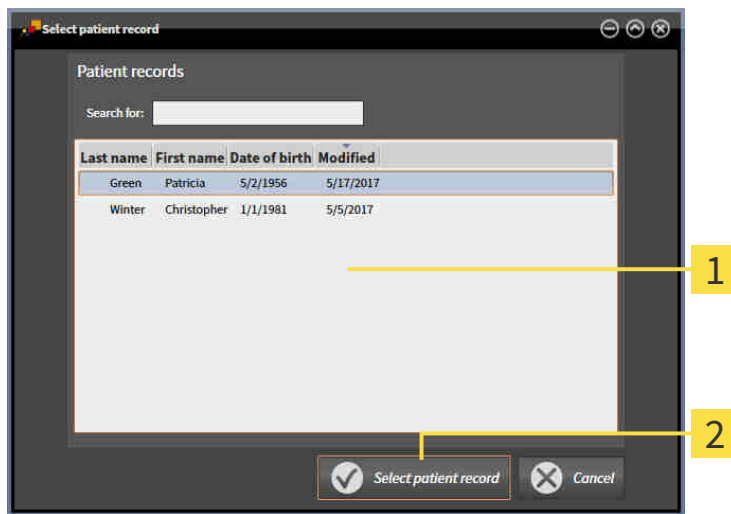 Select patient record
Patient records
Search for:
Last name First name Date of birth Modified
Green Patricia 5/2/1956 5/17/2017
Winter Christopher 1/1/1981 5/5/2017
1
2
Select patient record Cancel